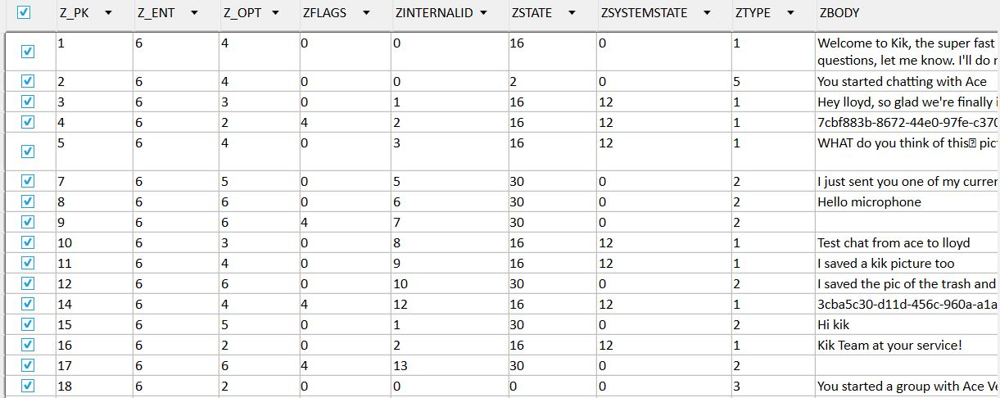 Z_PK Z_ENT Z_OPT ZFLAGS ZINTERNALID ZSTATE ZSYSTEMSTATE ZTYPE ZBODY
1 6 4 0 0 16 0 1 Welcome to Kik, the super fast
questions, let me know. I'll do
2 6 4 0 0 2 0 5 You started chatting with Ace
3 6 3 0 1 16 12 1 Hey lloyd, so glad we're finally
4 6 2 4 2 16 12 1 7cbf883b-8672-44e0-97fe-c370
5 6 4 0 3 16 12 1 WHAT do you think of this pic
7 6 5 0 5 30 0 2 I just sent you one of my curren
8 6 6 0 6 30 0 2 Hello microphone
9 6 6 4 7 30 0 2
10 6 3 0 8 16 12 1 Test chat from ace to lloyd
11 6 4 0 9 16 12 1 I saved a kik picture too
12 6 6 0 10 30 0 2 I saved the pic of the trash and
14 6 4 4 12 16 12 1 3cba5c30-d11d-456c-960a-a1a
15 6 5 0 1 30 0 2 Hi kik
16 6 2 0 2 16 12 1 Kik Team at your service!
17 6 6 4 13 30 0 2
18 6 2 0 0 0 0 3 You started a group with Ace Ve